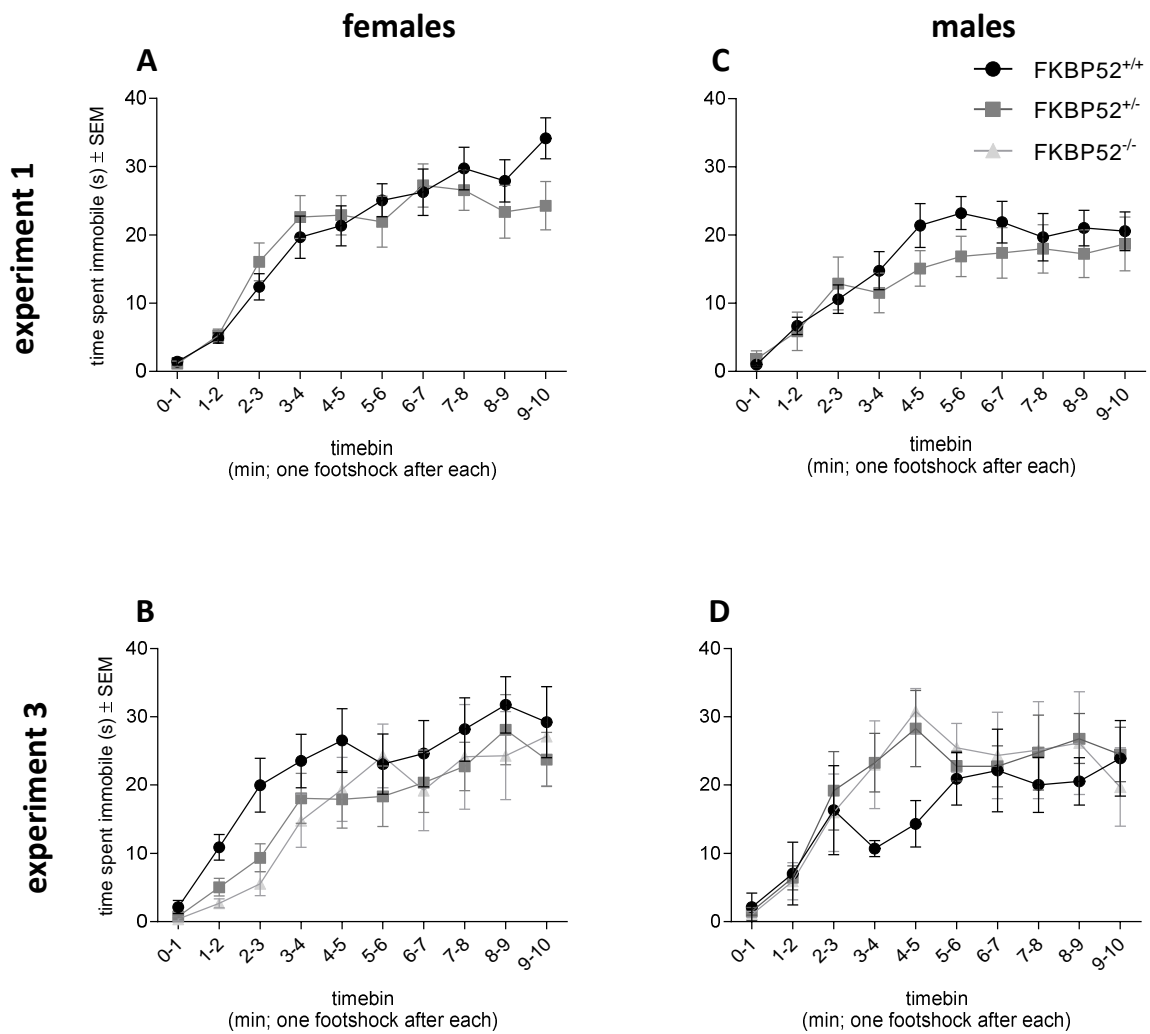 females
males
experiment 1
A
time spent immobile (s) ± SEM
40
30
20
10
0
0-1 1-2 2-3 3-4 4-5 5-6 6-7 7-8 8-9 9-10
timebin
(min; one footshock after each)
C
FKBP52+/+
FKBP52+/-
FKBP52-/-
40
30
20
10
0
0-1 1-2 2-3 3-4 4-5 5-6 6-7 7-8 8-9 9-10
timebin
(min; one footshock after each)
experiment 3
B
time spent immobile (s) ± SEM
40
30
20
10
0
0-1 1-2 2-3 3-4 4-5 5-6 6-7 7-8 8-9 9-10
timebin
(min; one footshock after each)
D
40
30
20
10
0
0-1 1-2 2-3 3-4 4-5 5-6 6-7 7-8 8-9 9-10
timebin
(min; one footshock after each)